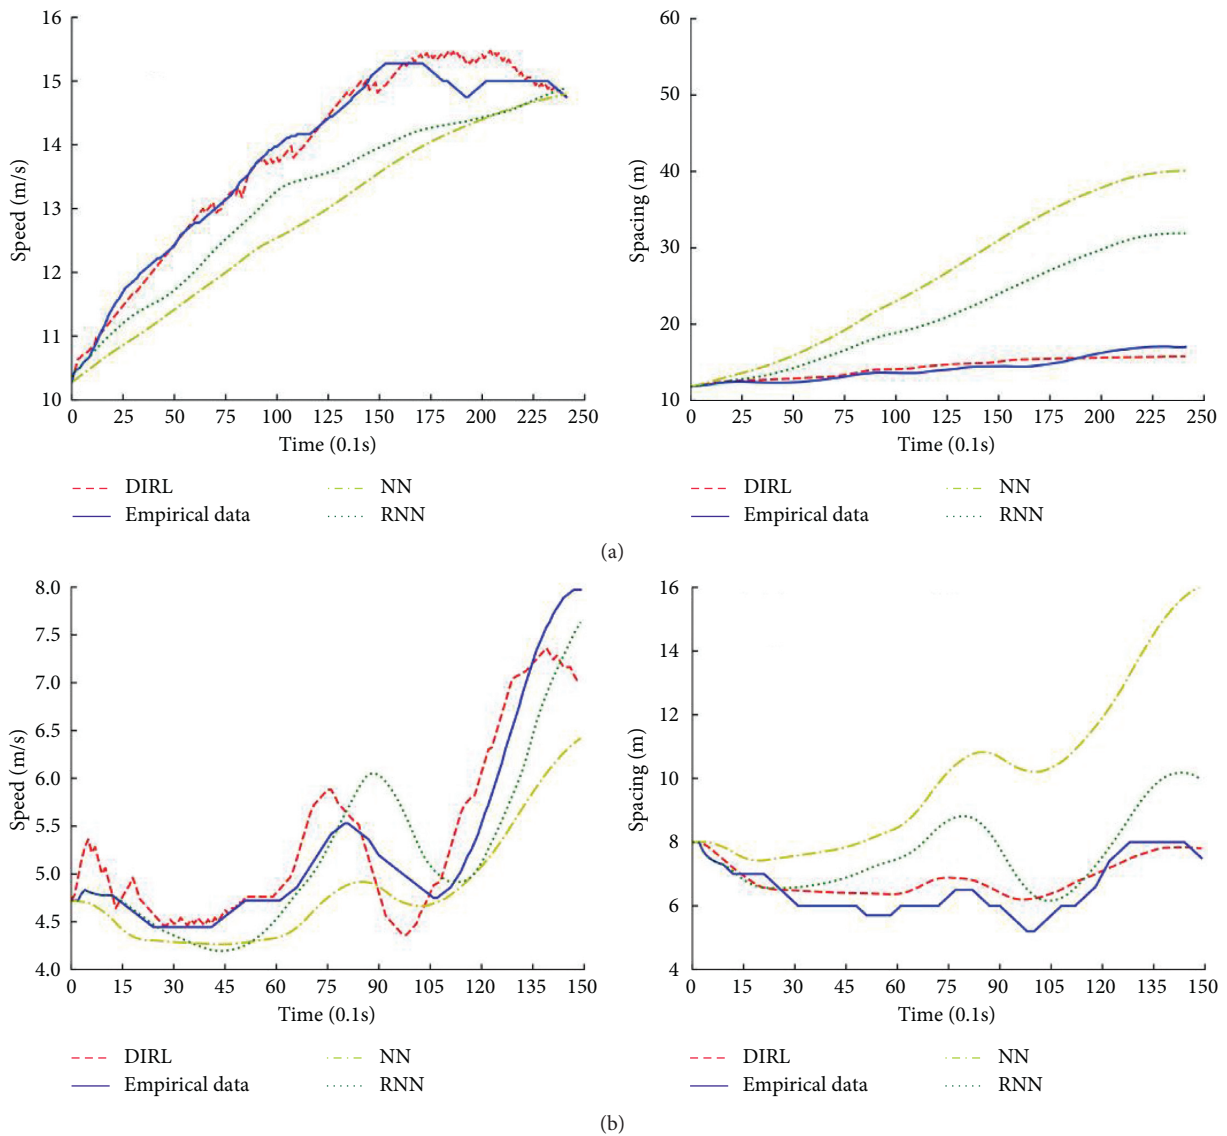 16
15
14
13
12
11
10
Speed (m/s)
0 25 50 75 100 125 150 175 200 225 250
Time (0.1s)
DIRL
Empirical data
NN
RNN
60
50
40
30
20
10
Spacing (m)
0 25 50 75 100 125 150 175 200 225 250
Time (0.1s)
DIRL
Empirical data
NN
RNN
(a)
8.0
7.5
7.0
6.5
6.0
5.5
5.0
4.5
4.0
Speed (m/s)
0 15 30 45 60 75 90 105 120 135 150
Time (0.1s)
DIRL
Empirical data
NN
RNN
16
14
12
10
8
6
4
Spacing (m)
0 15 30 45 60 75 90 105 120 135 150
Time (0.1s)
DIRL
Empirical data
NN
RNN
(b)